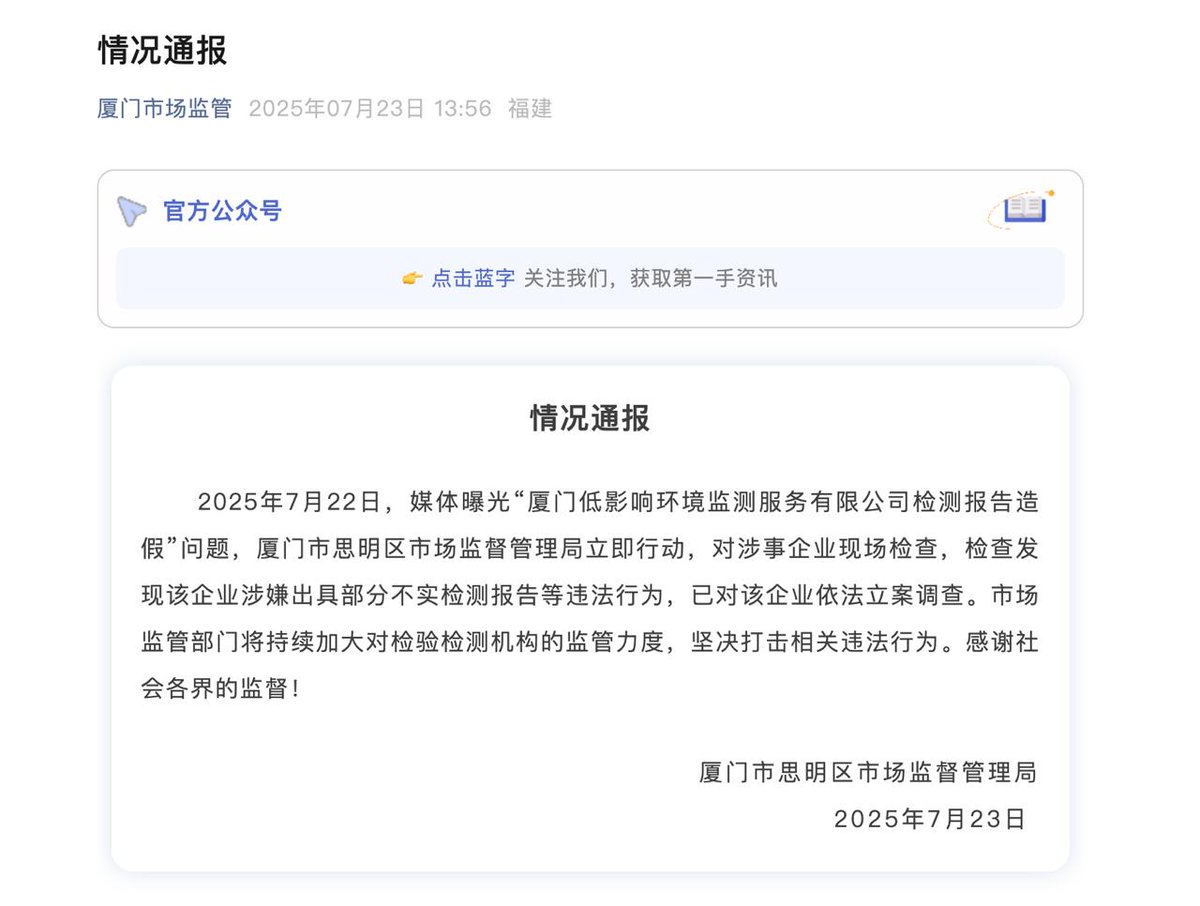 情况通报
厦门市场监管 2025年07月23日 13:56 福建
官方公众号
👉 点击蓝字 关注我们，获取第一手资讯
情况通报
2025年7月22日，媒体曝光“厦门低影响环境监测服务有限公司检测报告造
假”问题，厦门市思明区市场监督管理局立即行动，对涉事企业现场检查，检查发
现该企业涉嫌出具部分不实检测报告等违法行为，已对该企业依法立案调查。市场
监管部门将持续加大对检验检测机构的监管力度，坚决打击相关违法行为。感谢社
会各界的监督！
厦门市思明区市场监督管理局
2025年7月23日